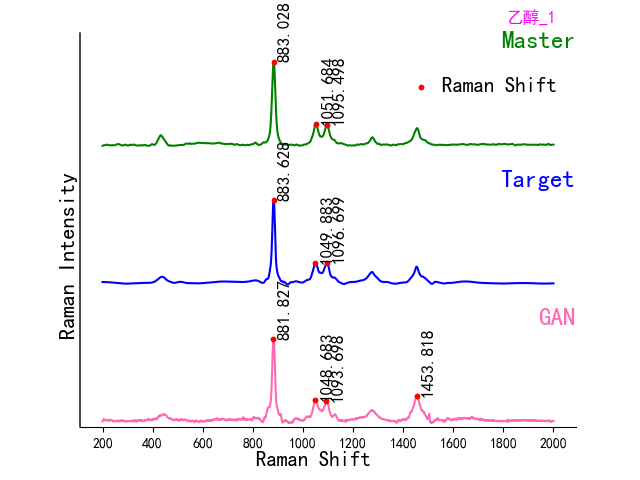 乙醇_1
Master
Raman Shift
883.028
1051.684
1095.498
Target
883.628
1049.883
1096.699
GAN
881.827
1048.683
1093.698
1453.818
Raman Intensity
200 400 600 800 1000 1200 1400 1600 1800 2000
Raman Shift